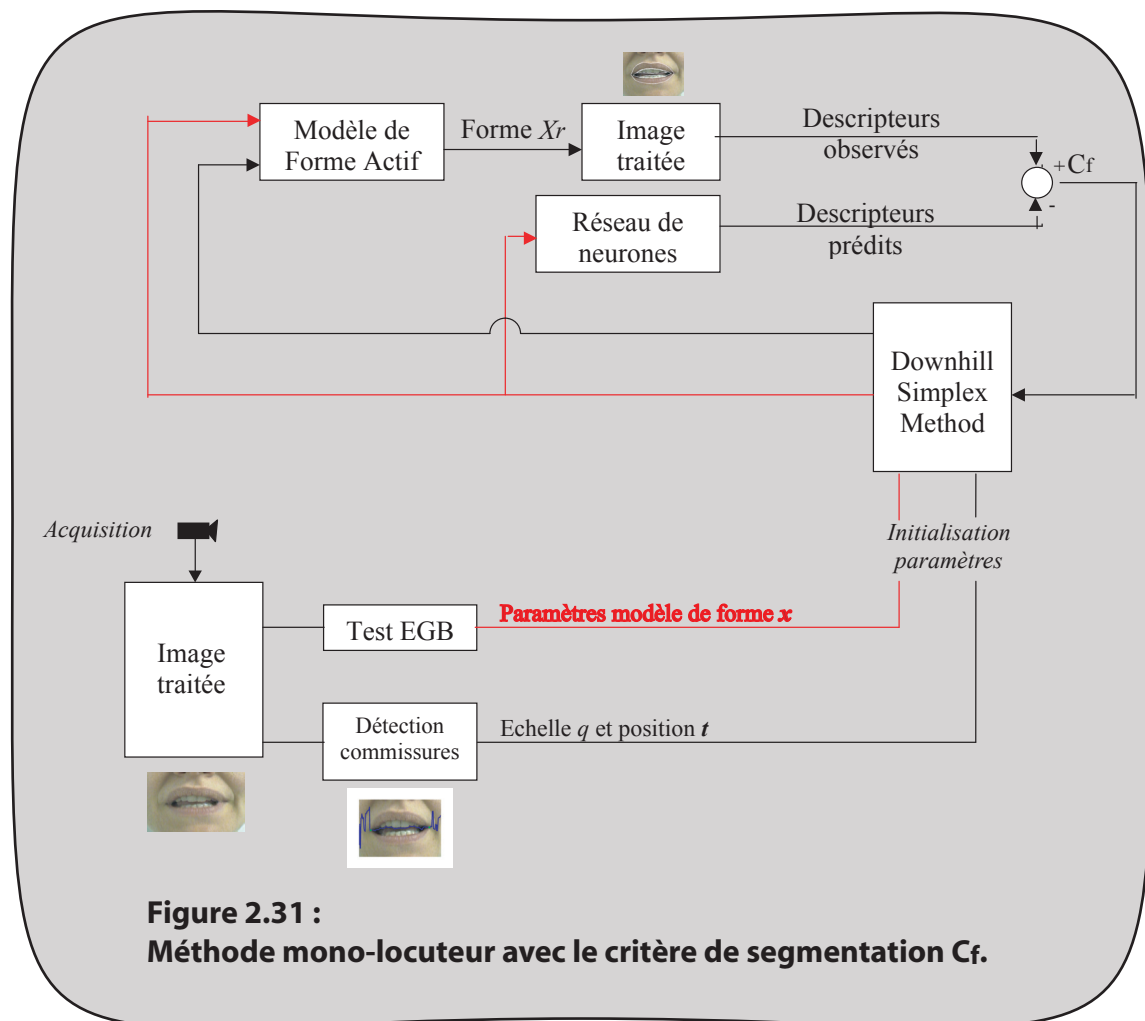 Modèle de
Forme Actif
Forme Xr
Image
traitée
Descripteurs
observés
+Cf
-
Réseau de
neurones
Descripteurs
prédits
Downhill
Simplex
Method
Acquisition
Initialisation
paramètres
Image
traitée
Test EGB
Paramètres modèle de forme x
Détection
commissures
Echelle q et position t
Figure 2.31 :
Méthode mono-locuteur avec le critère de segmentation Cf.